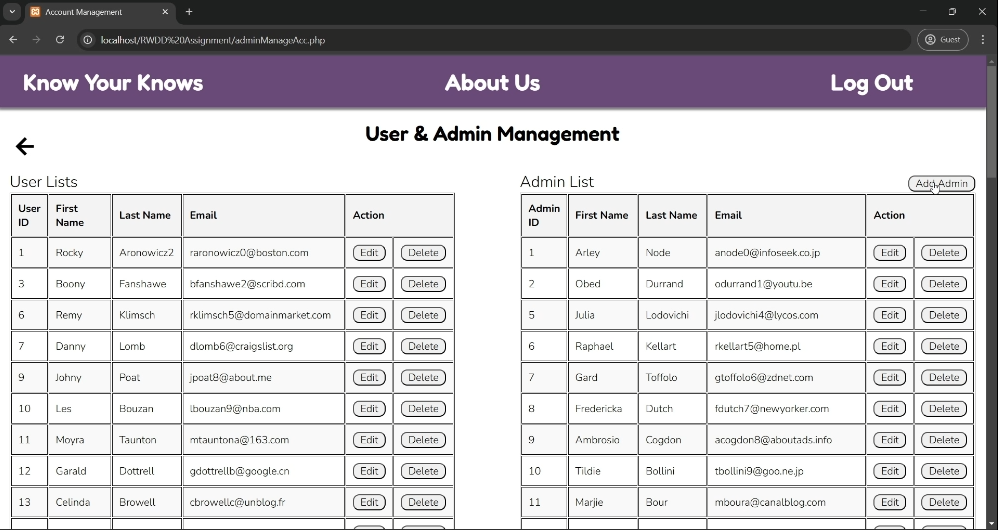 Account Management
localhost/RWDD%20Assignment/adminManageAcc.php
Guest
Know Your Knows
About Us
Log Out
User & Admin Management
User Lists
User ID First Name Last Name Email Action
1 Rocky Aronowicz2 raronowicz0@boston.com Edit Delete
3 Boony Fanshawe bfanshawe2@scribd.com Edit Delete
6 Remy Klimsch rklimsch5@domainmarket.com Edit Delete
7 Danny Lomb dlomb6@craigslist.org Edit Delete
9 Johny Poat jpoat8@about.me Edit Delete
10 Les Bouzan lbouzan9@nba.com Edit Delete
11 Moyra Taunton mtauntona@163.com Edit Delete
12 Garald Dottrell gdottrellb@google.cn Edit Delete
13 Celinda Browell cbrowellc@unblog.fr Edit Delete
Admin List
Add Admin
Admin ID First Name Last Name Email Action
1 Arley Node anode0@infoseek.co.jp Edit Delete
2 Obed Durrand odurrand1@youtu.be Edit Delete
5 Julia Lodovichi jlodovichi4@lycos.com Edit Delete
6 Raphael Kellart rkellart5@home.pl Edit Delete
7 Gard Toffolo gtoffolo6@zdnet.com Edit Delete
8 Fredericka Dutch fdutch7@newyorker.com Edit Delete
9 Ambrosio Cogdon acogdon8@aboutads.info Edit Delete
10 Tildie Bollini tbollini9@goo.ne.jp Edit Delete
11 Marjie Bour mboura@canalblog.com Edit Delete